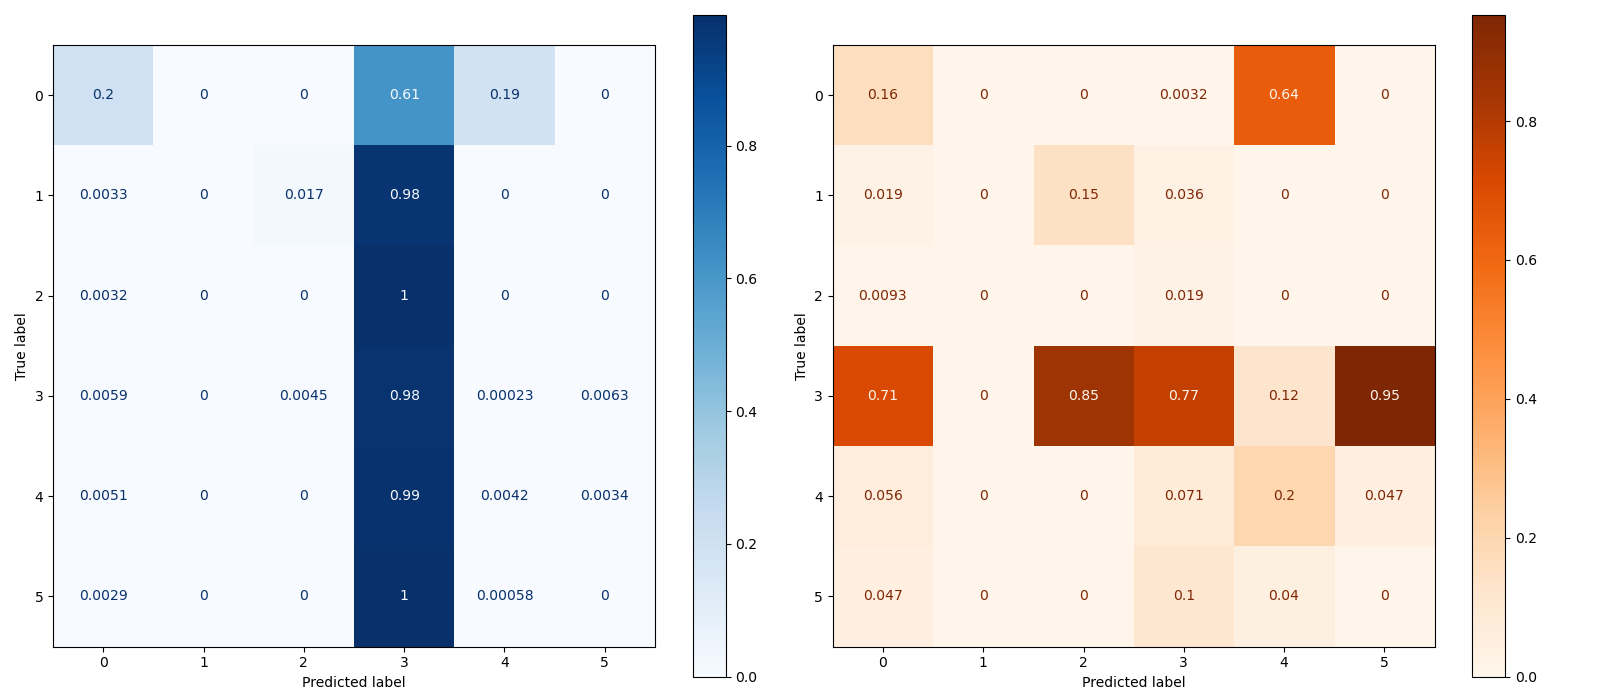 0 0.2 0 0 0.61 0.19 0
1 0.0033 0 0.017 0.98 0 0
2 0.0032 0 0 1 0 0
3 0.0059 0 0.0045 0.98 0.00023 0.0063
4 0.0051 0 0 0.99 0.0042 0.0034
5 0.0029 0 0 1 0.00058 0
0 1 2 3 4 5
Predicted label
True label
0.8
0.6
0.4
0.2
0.0
0 0.16 0 0 0.0032 0.64 0
1 0.019 0 0.15 0.036 0 0
2 0.0093 0 0 0.019 0 0
3 0.71 0 0.85 0.77 0.12 0.95
4 0.056 0 0 0.071 0.2 0.047
5 0.047 0 0 0.1 0.04 0
0 1 2 3 4 5
Predicted label
True label
0.8
0.6
0.4
0.2
0.0